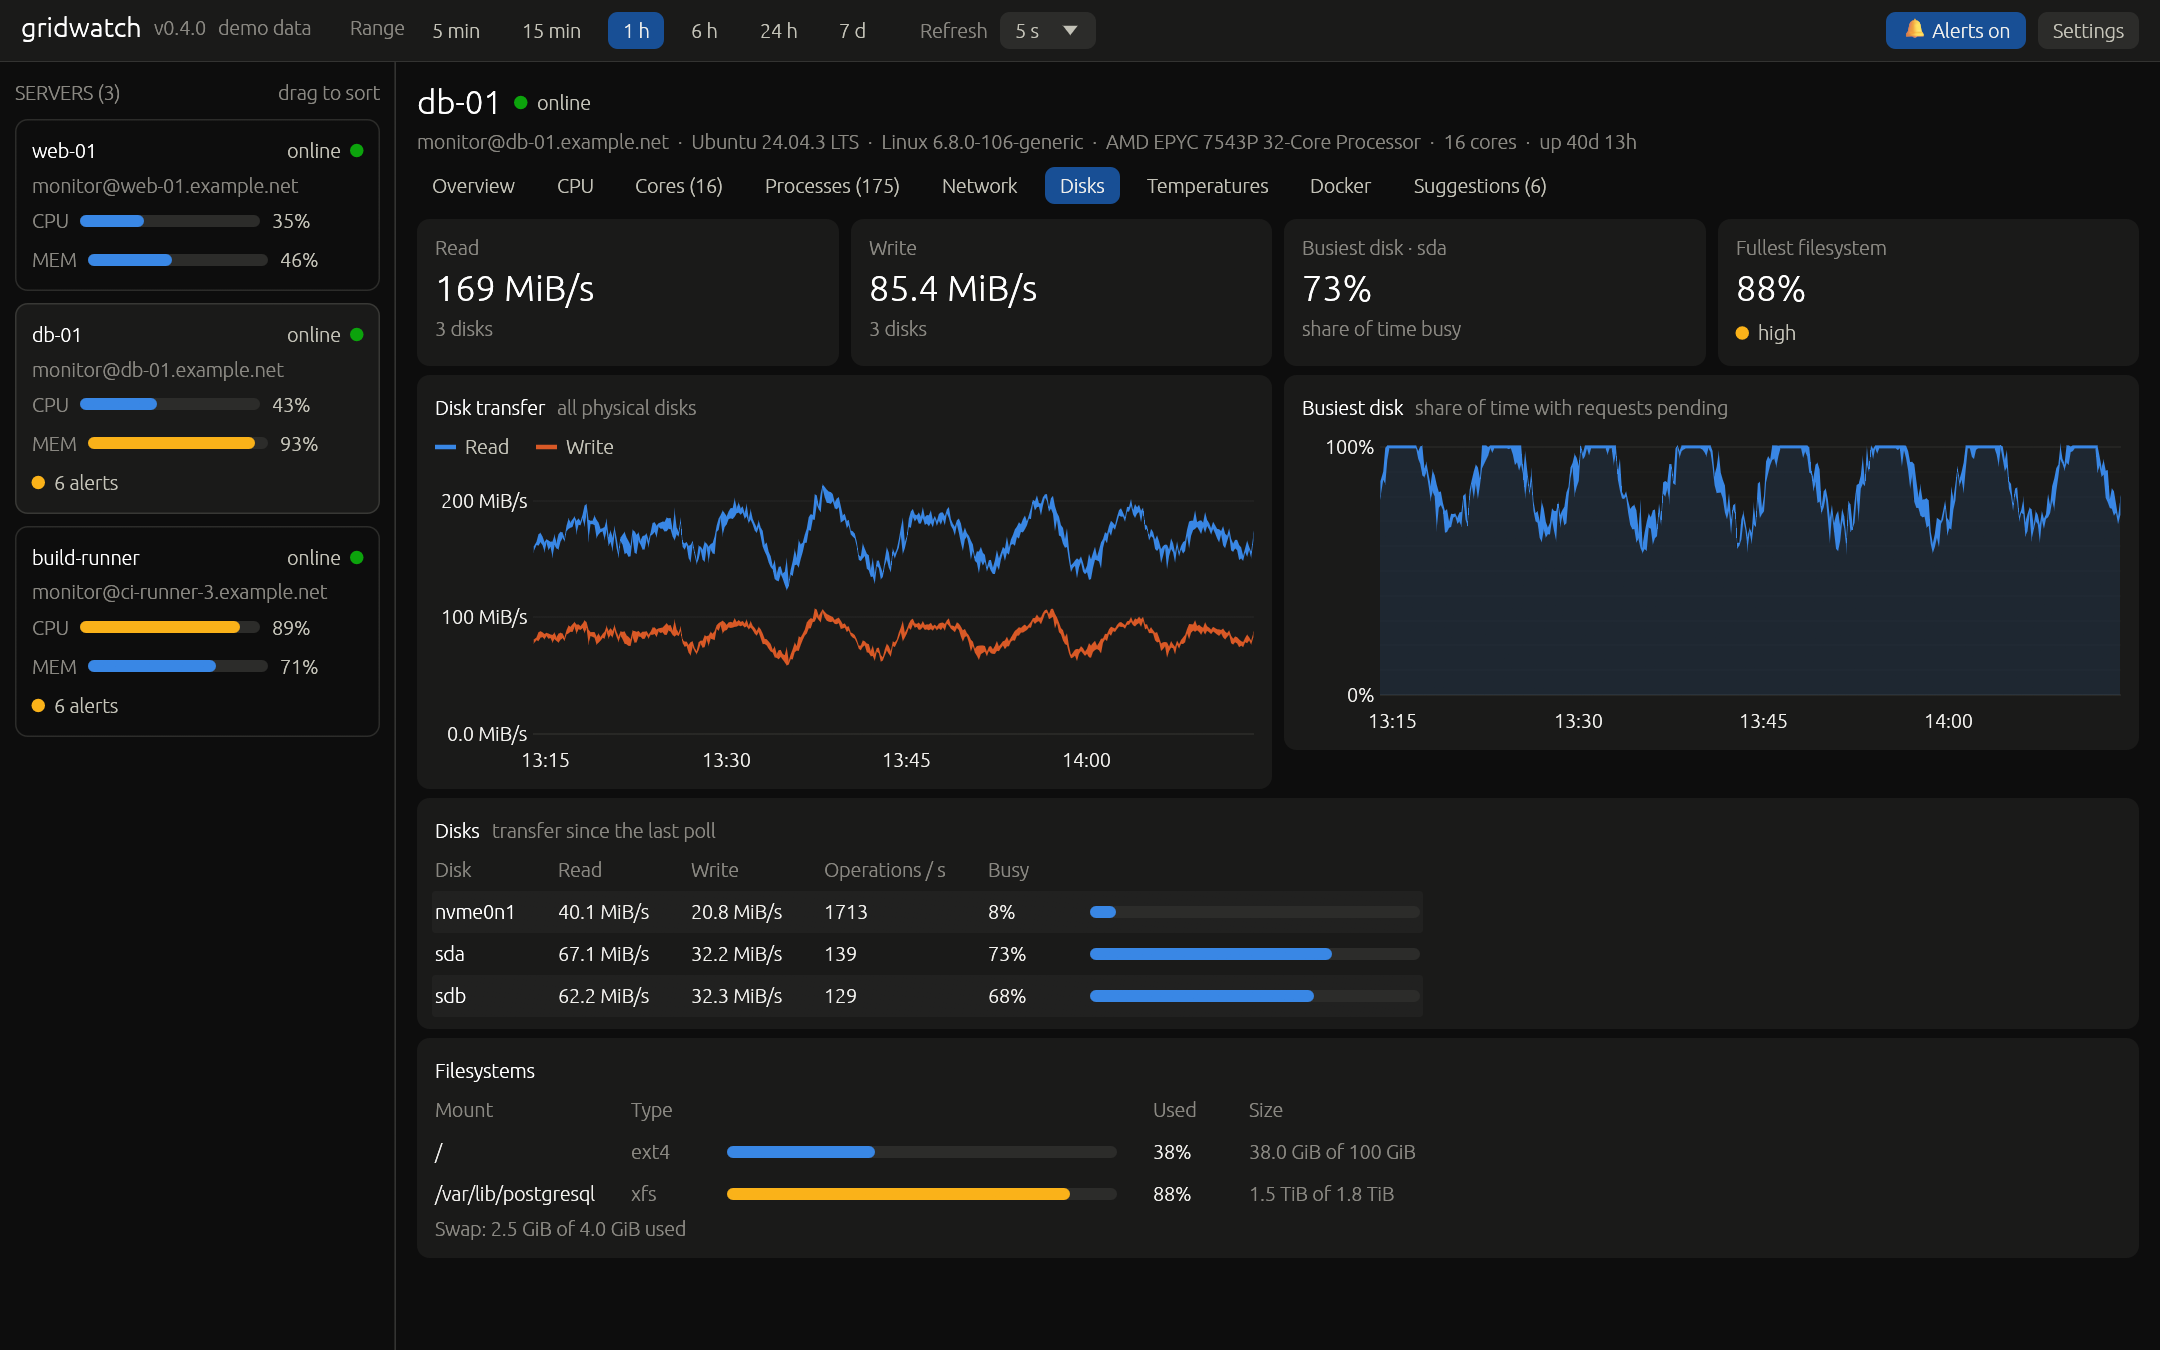 gridwatch v0.4.0 demo data Range 5 min 15 min 1 h 6 h 24 h 7 d Refresh 5 s Alerts on Settings
SERVERS (3) drag to sort
web-01 online
monitor@web-01.example.net
CPU 35%
MEM 46%
db-01 online
monitor@db-01.example.net
CPU 43%
MEM 93%
6 alerts
build-runner online
monitor@ci-runner-3.example.net
CPU 89%
MEM 71%
6 alerts
db-01 online
monitor@db-01.example.net · Ubuntu 24.04.3 LTS · Linux 6.8.0-106-generic · AMD EPYC 7543P 32-Core Processor · 16 cores · up 40d 13h
Overview CPU Cores (16) Processes (175) Network Disks Temperatures Docker Suggestions (6)
Read
169 MiB/s
3 disks
Write
85.4 MiB/s
3 disks
Busiest disk · sda
73%
share of time busy
Fullest filesystem
88%
high
Disk transfer all physical disks
Read Write
200 MiB/s
100 MiB/s
0.0 MiB/s
13:15 13:30 13:45 14:00
Busiest disk share of time with requests pending
100%
0%
13:15 13:30 13:45 14:00
Disks transfer since the last poll
Disk Read Write Operations / s Busy
nvme0n1 40.1 MiB/s 20.8 MiB/s 1713 8%
sda 67.1 MiB/s 32.2 MiB/s 139 73%
sdb 62.2 MiB/s 32.3 MiB/s 129 68%
Filesystems
Mount Type Used Size
/ ext4 38% 38.0 GiB of 100 GiB
/var/lib/postgresql xfs 88% 1.5 TiB of 1.8 TiB
Swap: 2.5 GiB of 4.0 GiB used